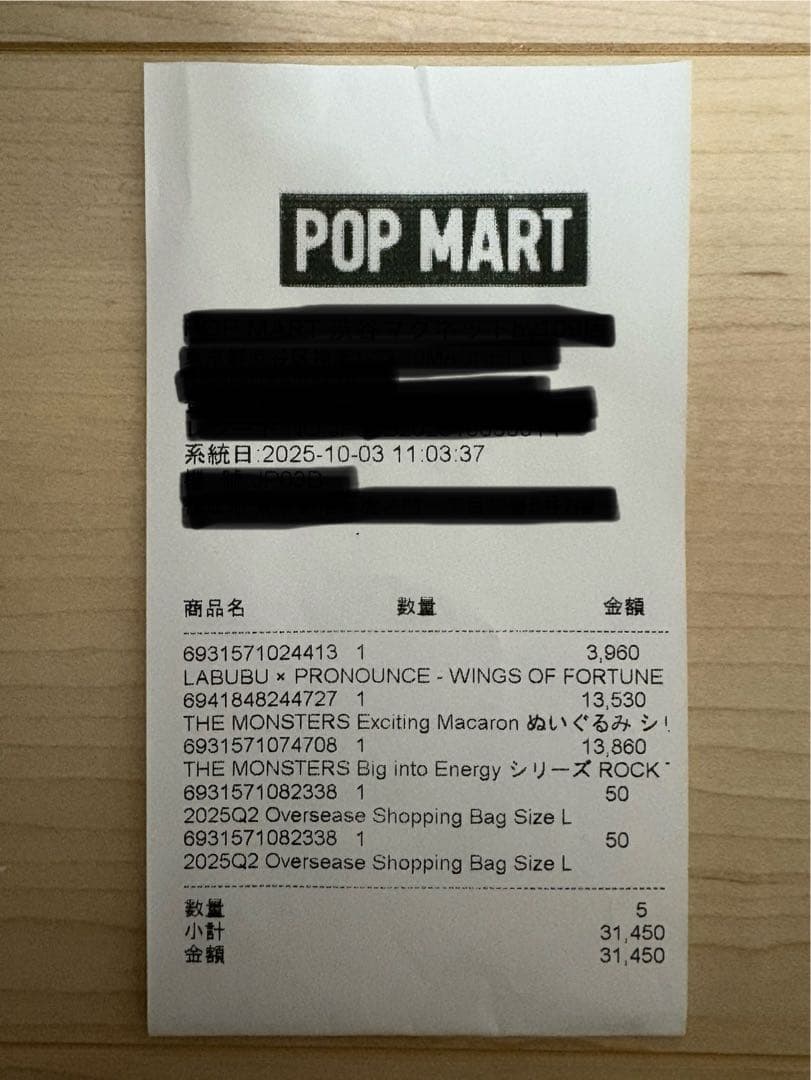 POP MART
系統日:2025-10-03 11:03:37
商品名 数量 金額
6931571024413 1 3,960
LABUBU × PRONOUNCE - WINGS OF FORTUNE
6941848244727 1 13,530
THE MONSTERS Exciting Macaron ぬいぐるみ シリ
6931571074708 1 13,860
THE MONSTERS Big into Energy シリーズ ROCK
6931571082338 1 50
2025Q2 Oversease Shopping Bag Size L
6931571082338 1 50
2025Q2 Oversease Shopping Bag Size L
数量 5
小計 31,450
金額 31,450